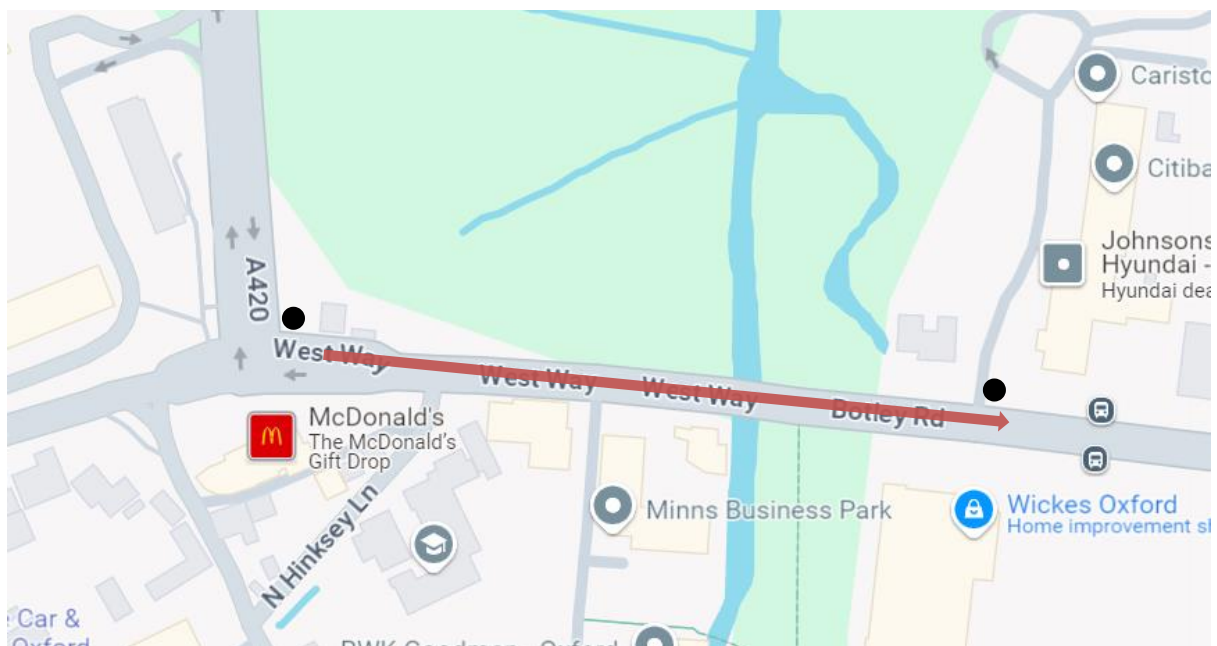 Caristo
Citiba
Johnsons
Hyundai -
Hyundai dea
A420
West Way
West Way
West Way
Botley Rd
McDonald's
The McDonald's
Gift Drop
Minns Business Park
Wickes Oxford
Home improvement sh
N Hinksey Ln
Car &
Oxford